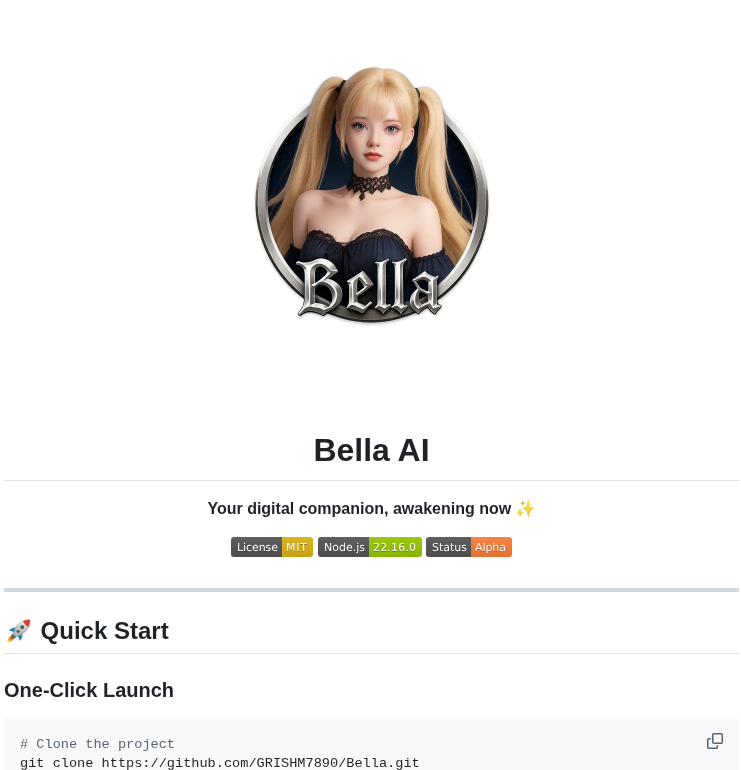 Bella
Bella AI
Your digital companion, awakening now ✨
License MIT Node.js 22.16.0 Status Alpha
🚀 Quick Start
One-Click Launch
# Clone the project
git clone https://github.com/GRISHM7890/Bella.git